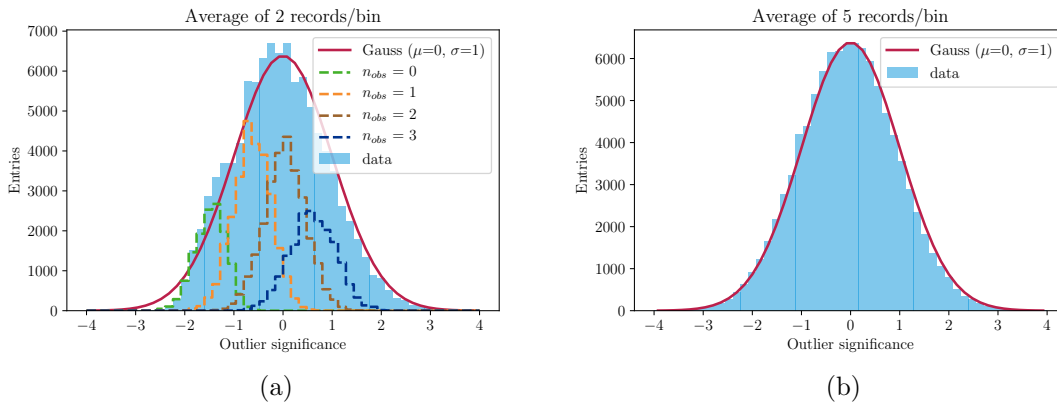 Average of 2 records/bin
7000
6000
5000
4000
3000
2000
1000
0
Entries
−4 −3 −2 −1 0 1 2 3 4
Outlier significance
Gauss (μ=0, σ=1)
n_obs = 0
n_obs = 1
n_obs = 2
n_obs = 3
data
(a)
Average of 5 records/bin
6000
5000
4000
3000
2000
1000
0
Entries
−4 −3 −2 −1 0 1 2 3 4
Outlier significance
Gauss (μ=0, σ=1)
data
(b)